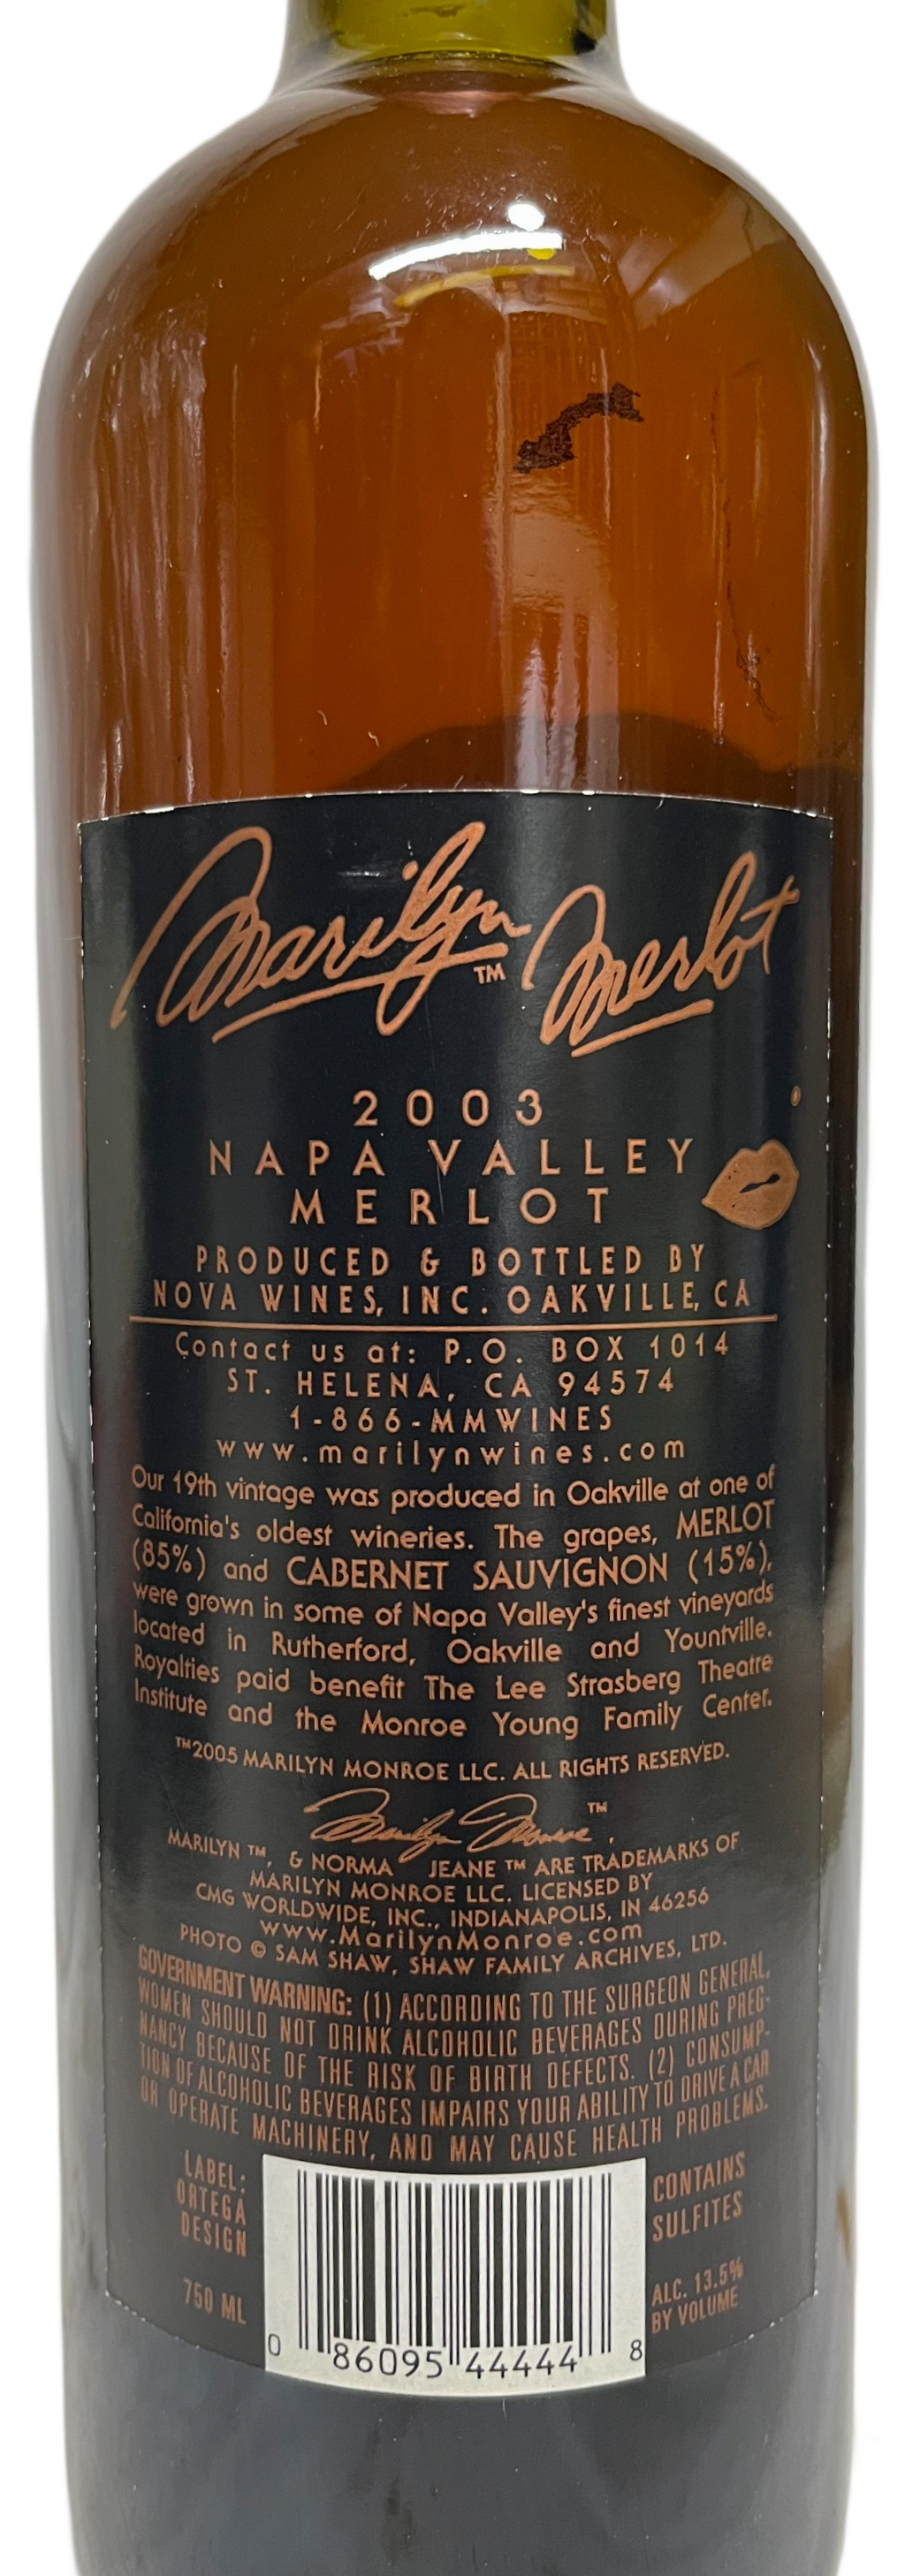 Marilyn™ Merlot
2003
NAPA VALLEY
MERLOT
PRODUCED & BOTTLED BY
NOVA WINES, INC. OAKVILLE, CA
Contact us at: P.O. BOX 1014
ST. HELENA, CA 94574
1-866-MMWINES
www.marilynwines.com
Our 19th vintage was produced in Oakville at one of
California's oldest wineries. The grapes, MERLOT
(85%) and CABERNET SAUVIGNON (15%),
were grown in some of Napa Valley's finest vineyards
located in Rutherford, Oakville and Yountville.
Royalties paid benefit The Lee Strasberg Theatre
Institute and the Monroe Young Family Center.
™2005 MARILYN MONROE LLC. ALL RIGHTS RESERVED.
Marilyn Monroe™,
MARILYN ™, & NORMA JEANE ™ ARE TRADEMARKS OF
MARILYN MONROE LLC. LICENSED BY
CMG WORLDWIDE, INC., INDIANAPOLIS, IN 46256
www.MarilynMonroe.com
PHOTO © SAM SHAW, SHAW FAMILY ARCHIVES, LTD.
GOVERNMENT WARNING: (1) ACCORDING TO THE SURGEON GENERAL,
WOMEN SHOULD NOT DRINK ALCOHOLIC BEVERAGES DURING PREG-
NANCY BECAUSE OF THE RISK OF BIRTH DEFECTS. (2) CONSUMP-
TION OF ALCOHOLIC BEVERAGES IMPAIRS YOUR ABILITY TO DRIVE A CAR
OR OPERATE MACHINERY, AND MAY CAUSE HEALTH PROBLEMS.
LABEL:
ORTEGA
DESIGN
750 ML
CONTAINS
SULFITES
ALC. 13.5%
BY VOLUME
0 86095 44444 8